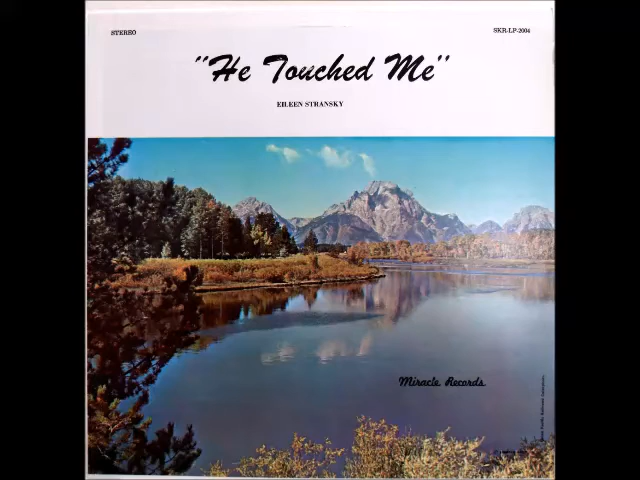 STEREO
SKR-LP-2004
"He Touched Me"
EILEEN STRANSKY
Miracle Records